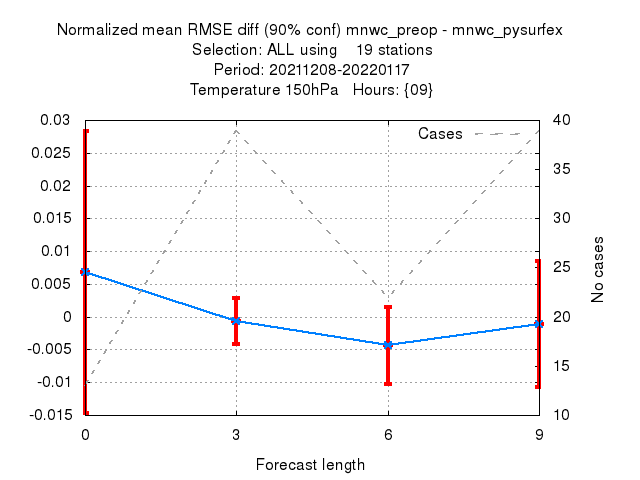 Normalized mean RMSE diff (90% conf) mnwc_preop - mnwc_pysurfex
Selection: ALL using    19 stations
Period: 20211208-20220117
Temperature 150hPa   Hours: {09}
Cases
0.03
0.025
0.02
0.015
0.01
0.005
0
-0.005
-0.01
-0.015
40
35
30
25
20
15
10
No cases
0 3 6 9
Forecast length